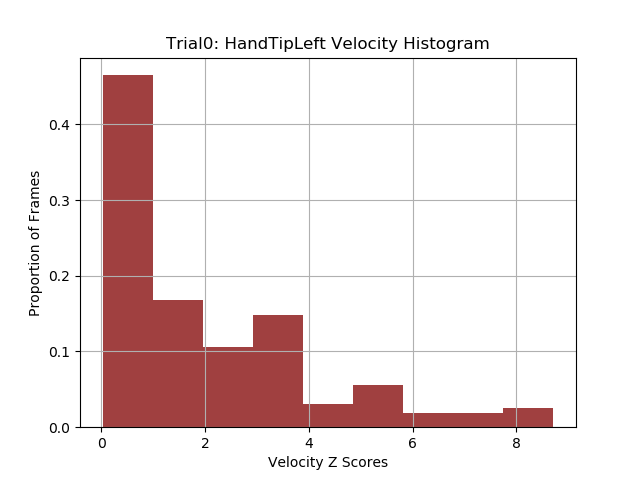 Trial0: HandTipLeft Velocity Histogram
Proportion of Frames
0.4
0.3
0.2
0.1
0.0
0 2 4 6 8
Velocity Z Scores